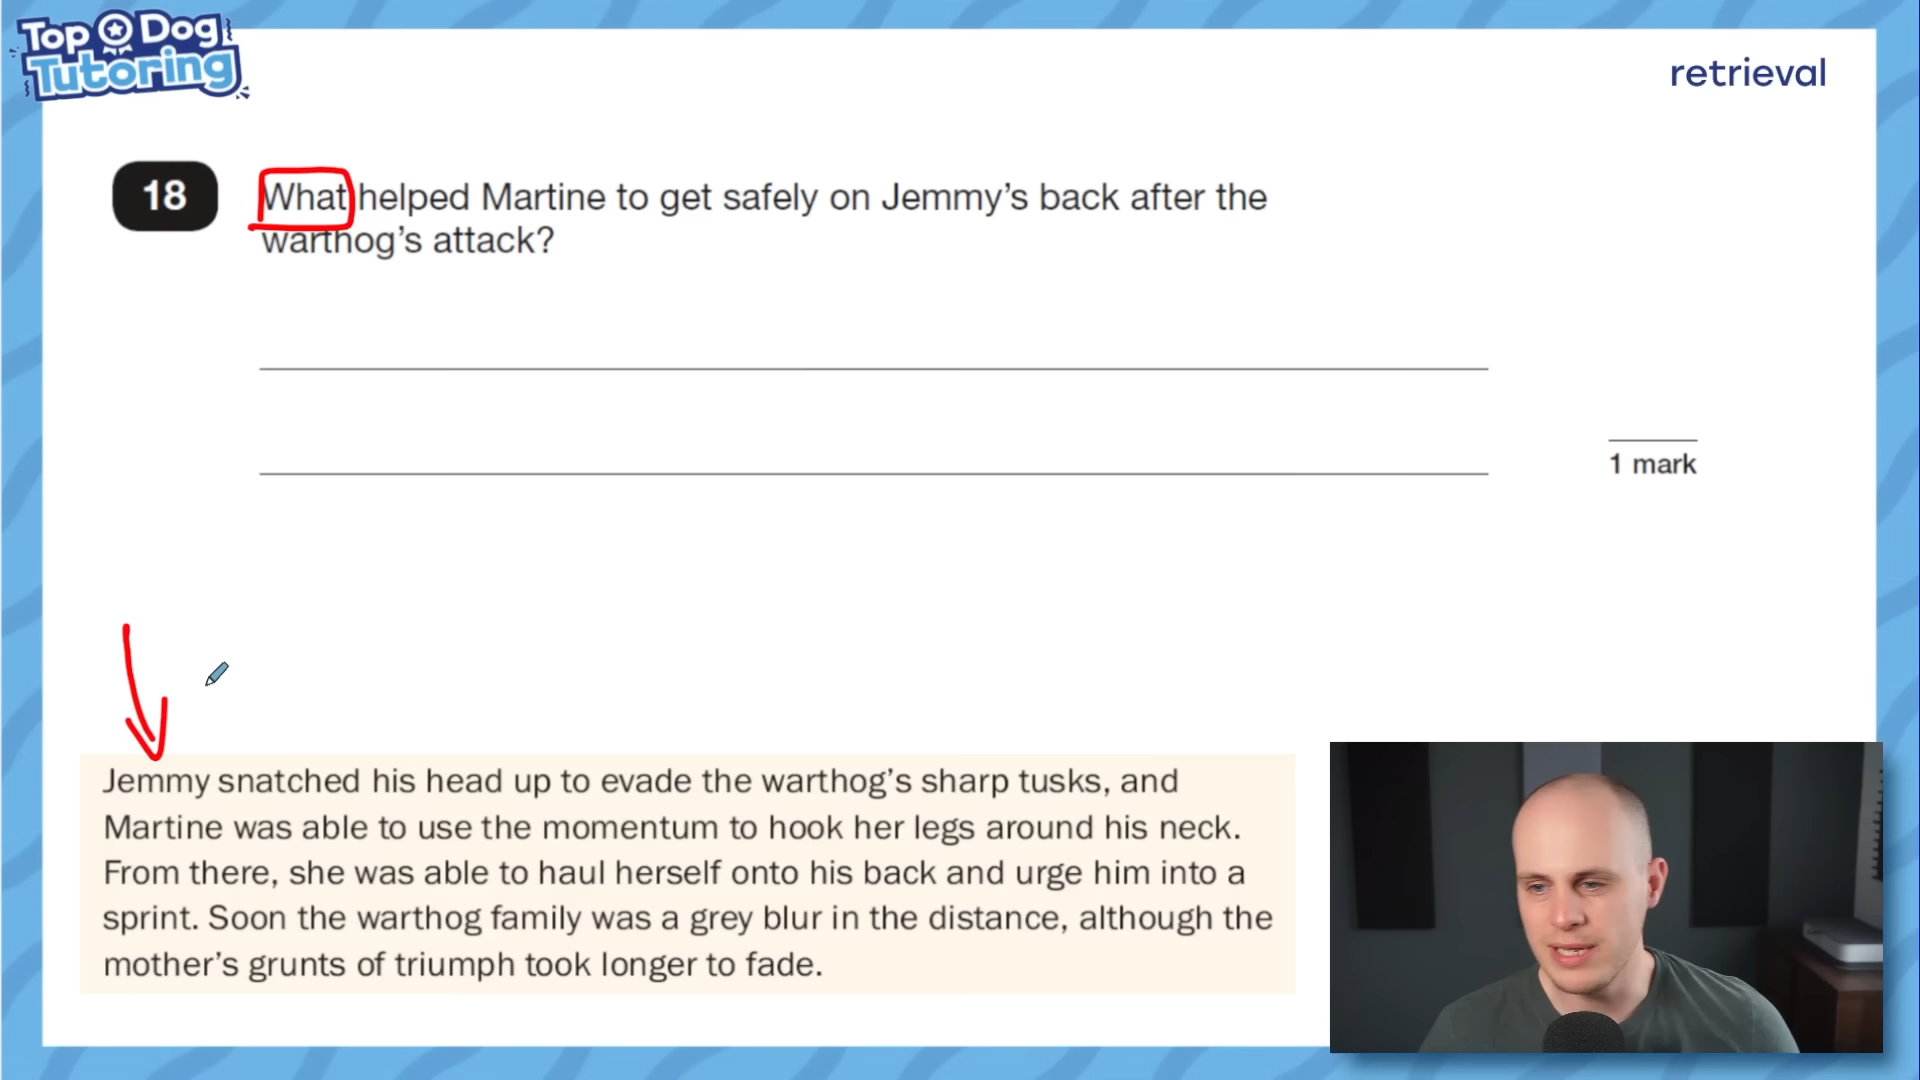 Top Dog
Tutoring
retrieval
18
What helped Martine to get safely on Jemmy’s back after the
warthog’s attack?
1 mark
Jemmy snatched his head up to evade the warthog’s sharp tusks, and
Martine was able to use the momentum to hook her legs around his neck.
From there, she was able to haul herself onto his back and urge him into a
sprint. Soon the warthog family was a grey blur in the distance, although the
mother’s grunts of triumph took longer to fade.